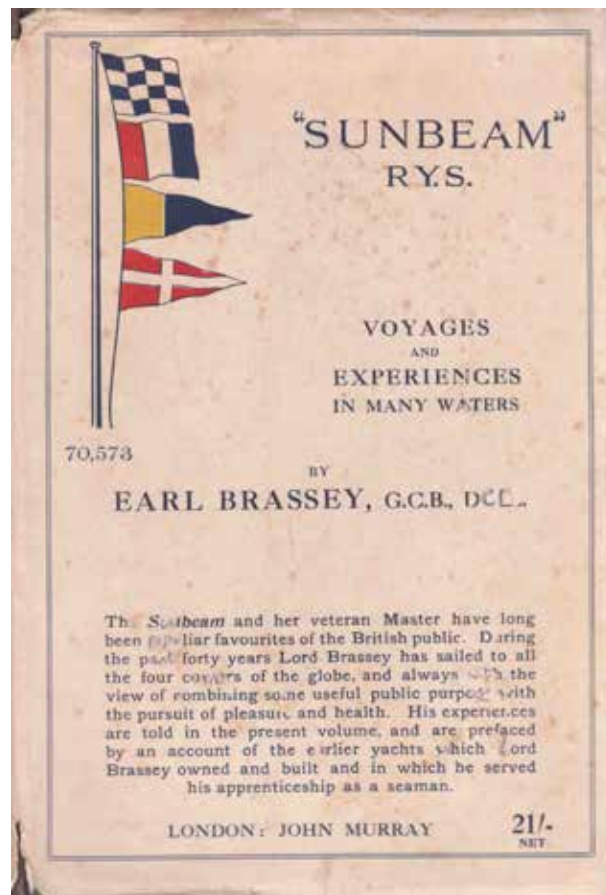 "SUNBEAM"
R.Y.S.
VOYAGES
AND
EXPERIENCES
IN MANY WATERS
70,573
BY
EARL BRASSEY, G.C.B., DCL..
The Sunbeam and her veteran Master have long
been liar favourites of the British public. During
the past forty years Lord Brassey has sailed to all
the four corners of the globe, and always with the
view of combining some useful public purpose with
the pursuit of pleasure and health. His experiences
are told in the present volume, and are prefaced
by an account of the earlier yachts which Lord
Brassey owned and built and in which he served
his apprenticeship as a seaman.
LONDON: JOHN MURRAY
21/-
NET